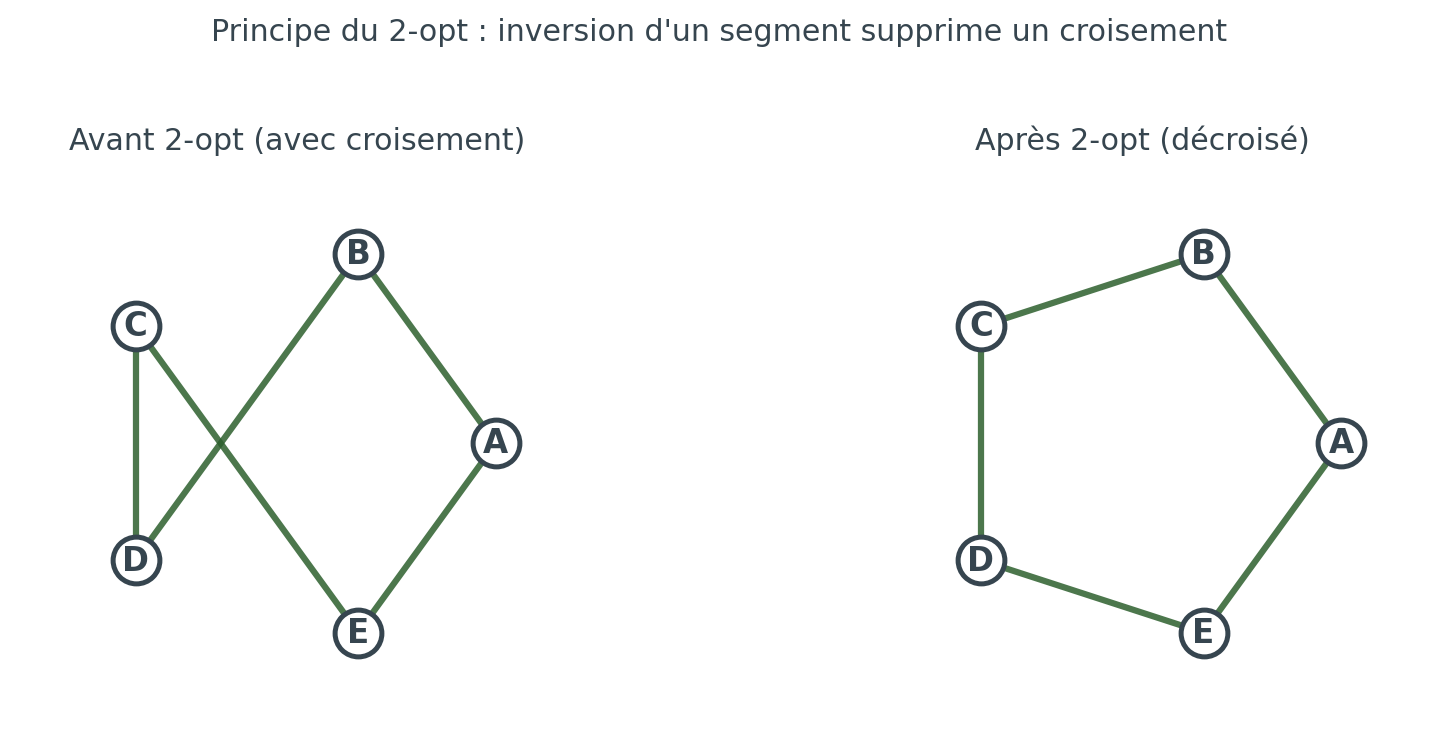 Principe du 2-opt : inversion d'un segment supprime un croisement
Avant 2-opt (avec croisement)
B
C
A
D
E
Après 2-opt (décroisé)
B
C
A
D
E